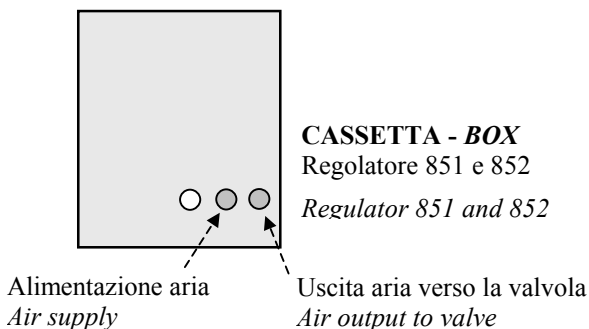 CASSETTA - BOX
Regolatore 851 e 852
Regulator 851 and 852
Alimentazione aria
Air supply
Uscita aria verso la valvola
Air output to valve